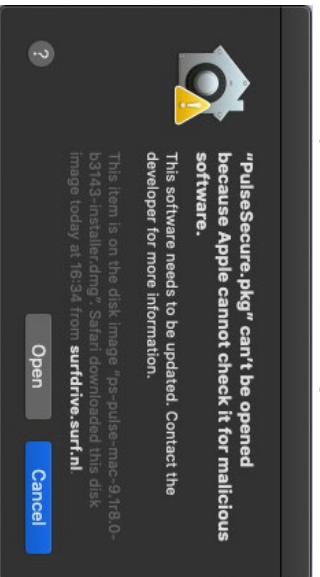 "PulseSecure.pkg" can't be opened
because Apple cannot check it for malicious
software.
This software needs to be updated. Contact the
developer for more information.
This item is on the disk image "ps-pulse-mac-9.1r8.0-
b3143-installer.dmg". Safari downloaded this disk
image today at 16:34 from surfdrive.surf.nl.
?
Open
Cancel